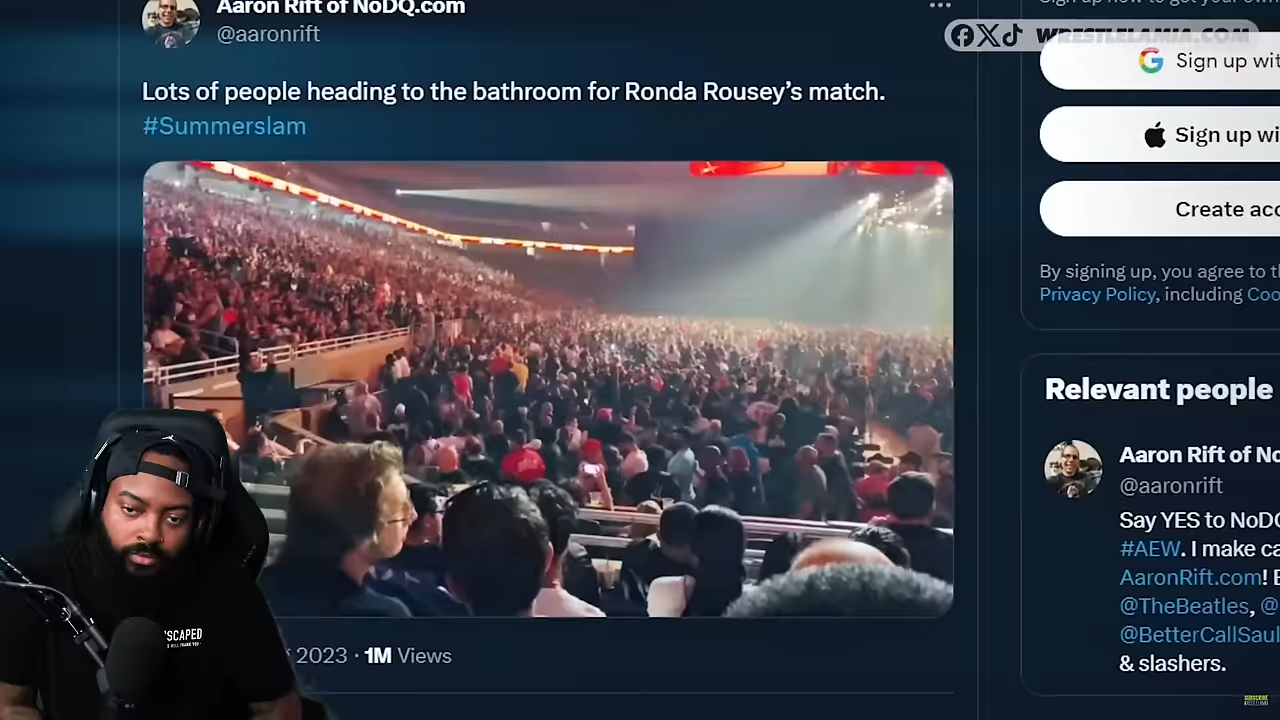 Aaron Rift of NoDQ.com
@aaronrift
Lots of people heading to the bathroom for Ronda Rousey’s match.
#Summerslam
2023 · 1M Views
WRESTLELAMIA.COM
Sign up wit
Sign up wi
Create acc
By signing up, you agree to th
Privacy Policy, including Coo
Relevant people
Aaron Rift of No
@aaronrift
Say YES to NoDQ
#AEW. I make ca
AaronRift.com! B
@TheBeatles, @
@BetterCallSaul
& slashers.
SCAPED
SUBSCRIBE